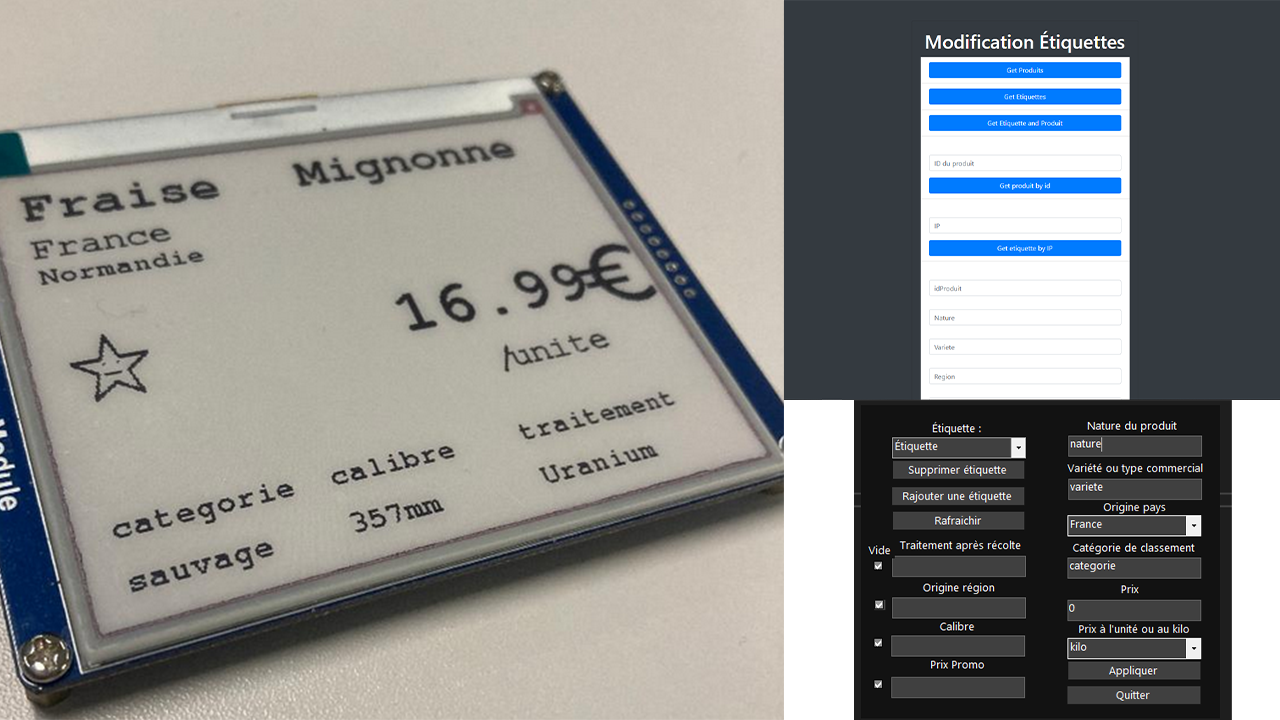 Fraise Mignonne
France
Normandie
16.99€
/unite
categorie calibre traitement
sauvage 357mm Uranium
Module
Modification Étiquettes
Get Produits
Get Etiquettes
Get Etiquette and Produit
ID du produit
Get produit by id
IP
Get etiquette by IP
idProduit
Nature
Variete
Region
Étiquette :
Étiquette
Supprimer étiquette
Rajouter une étiquette
Rafraichir
Vide
Traitement après récolte
Origine région
Calibre
Prix Promo
Nature du produit
nature
Variété ou type commercial
variete
Origine pays
France
Catégorie de classement
categorie
Prix
0
Prix à l'unité ou au kilo
kilo
Appliquer
Quitter